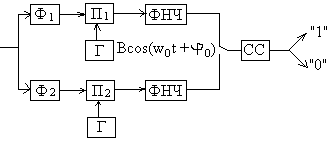 Ф1 П1 ФНЧ
"1"
Г Bcos(w0t+φ0) СС
"0"
Ф2 П2 ФНЧ
Г